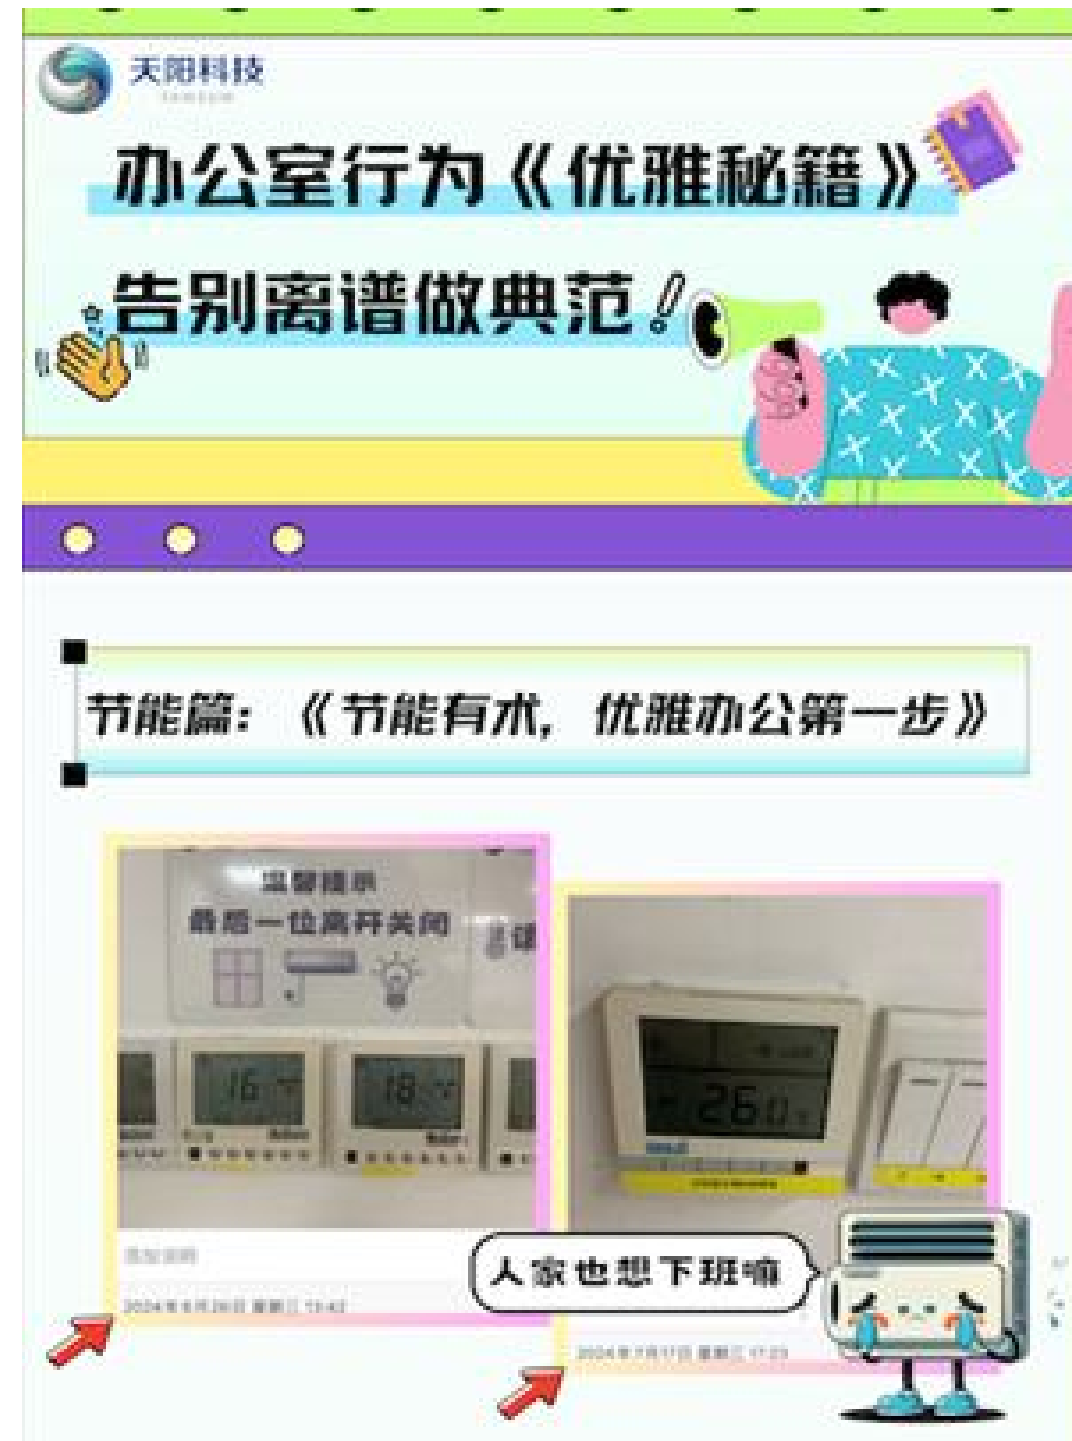 天阳科技
办公室行为《优雅秘籍》
告别离谱做典范!
节能篇:《节能有术,优雅办公第一步》
温馨提示
最后一位离开关闭
16
18
26.0
人家也想下班嘛